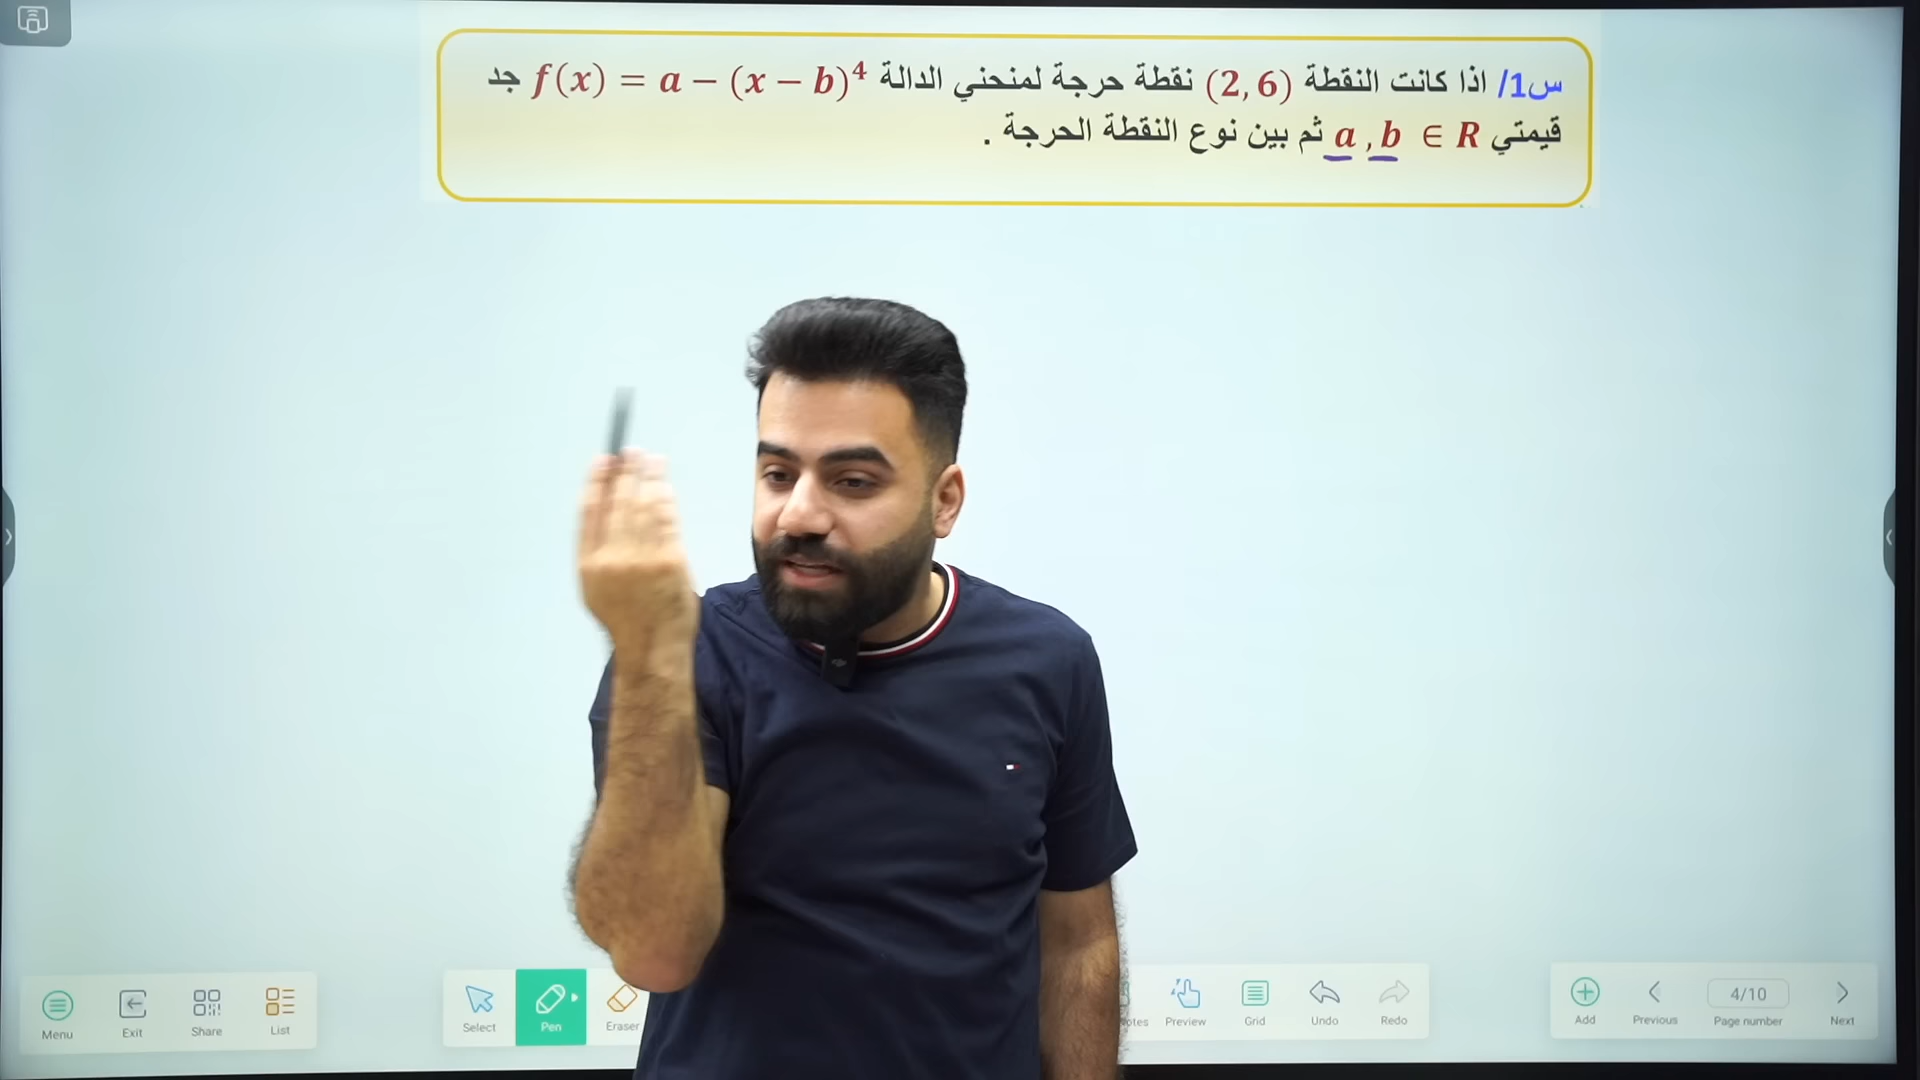 س1/ اذا كانت النقطة (2,6) نقطة حرجة لمنحني الدالة f(x) = a − (x − b)⁴ جد
قيمتي a , b ∈ R ثم بين نوع النقطة الحرجة .
Menu
Exit
Share
List
Select
Pen
Eraser
Preview
Grid
Undo
Redo
Add
Previous
4/10
Page number
Next